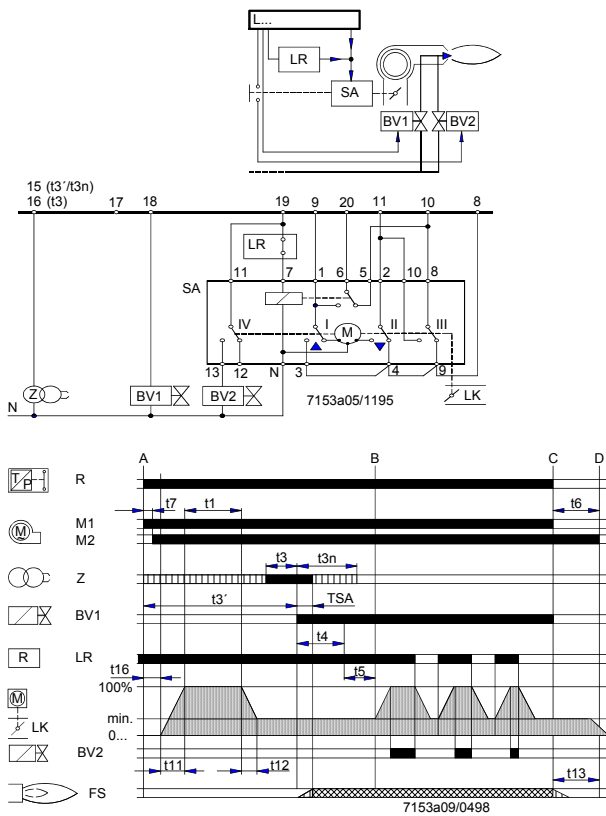 L...
LR
SA
BV1 BV2
15 (t3´/t3n)
16 (t3) 17 18 19 9 20 11 10 8
LR
11 7 1 6 5 2 10 8
SA
IV I M II III
13 12 N 3 4 9
Z BV1 BV2 7153a05/1195 LK
N
A B C D
T P R
t7 t1 t6
M M1
M2
t3 t3n
Z
t3´ TSA
BV1
t4
R LR
t16 t5
100%
M
min.
LK 0...
BV2
t11 t12 t13
FS
7153a09/0498